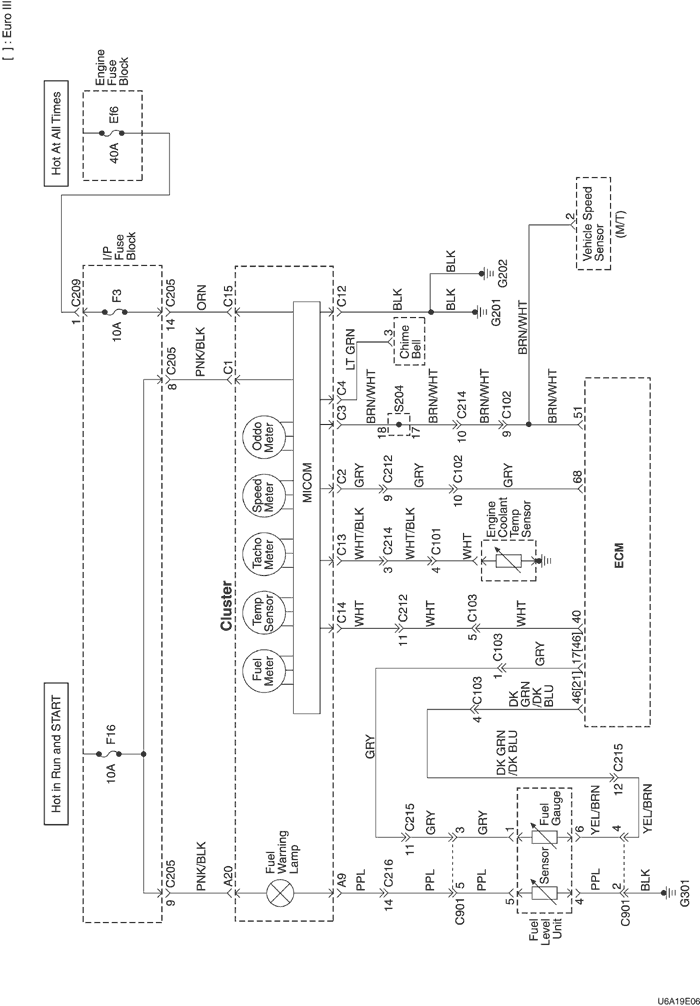 [ ] : Euro III
Hot in Run and START
Hot At All Times
F16
10A
I/P
Fuse
Block
1
C209
F3
10A
Engine
Fuse
Block
Ef6
40A
9
C205
8
C205
14
C205
PNK/BLK
PNK/BLK
ORN
A20
C1
C15
Cluster
Fuel
Warning
Lamp
Fuel
Meter
Temp
Sensor
Tacho
Meter
Speed
Meter
Oddo
Meter
MICOM
A9
C14
C13
C2
C3
C4
C12
PPL
WHT
WHT/BLK
GRY
BRN/WHT
LT GRN
BLK
14
C216
11
C215
GRY
11
C212
3
C214
9
C212
18
S204
17
3
Chime
Bell
BLK
BLK
G201
G202
PPL
GRY
WHT
WHT/BLK
GRY
BRN/WHT
C901
5
3
5
C103
4
C101
10
C102
10
C214
BRN/WHT
9
C102
PPL
GRY
WHT
WHT
GRY
BRN/WHT
BRN/WHT
4
C103
1
C103
GRY
DK
GRN
/DK
BLU
DK GRN
/DK BLU
Engine
Coolant
Temp
Sensor
2
Vehicle Speed
Sensor
(M/T)
5
1
Fuel
Level
Unit
Sensor
Fuel
Gauge
4
6
46[21]
17[46]
40
68
51
ECM
PPL
YEL/BRN
12
C215
C901
2
4
YEL/BRN
BLK
G301
U6A19E06